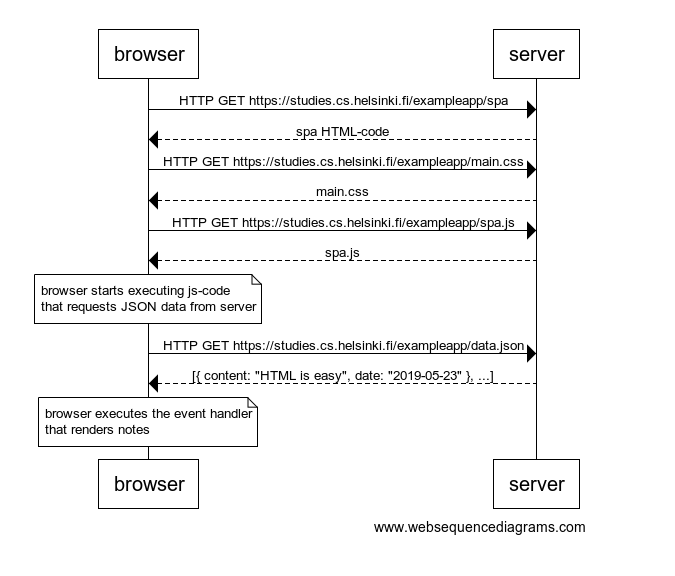 browser
server
HTTP GET https://studies.cs.helsinki.fi/exampleapp/spa
spa HTML-code
HTTP GET https://studies.cs.helsinki.fi/exampleapp/main.css
main.css
HTTP GET https://studies.cs.helsinki.fi/exampleapp/spa.js
spa.js
browser starts executing js-code
that requests JSON data from server
HTTP GET https://studies.cs.helsinki.fi/exampleapp/data.json
[{ content: "HTML is easy", date: "2019-05-23" }, ...]
browser executes the event handler
that renders notes
browser
server
www.websequencediagrams.com